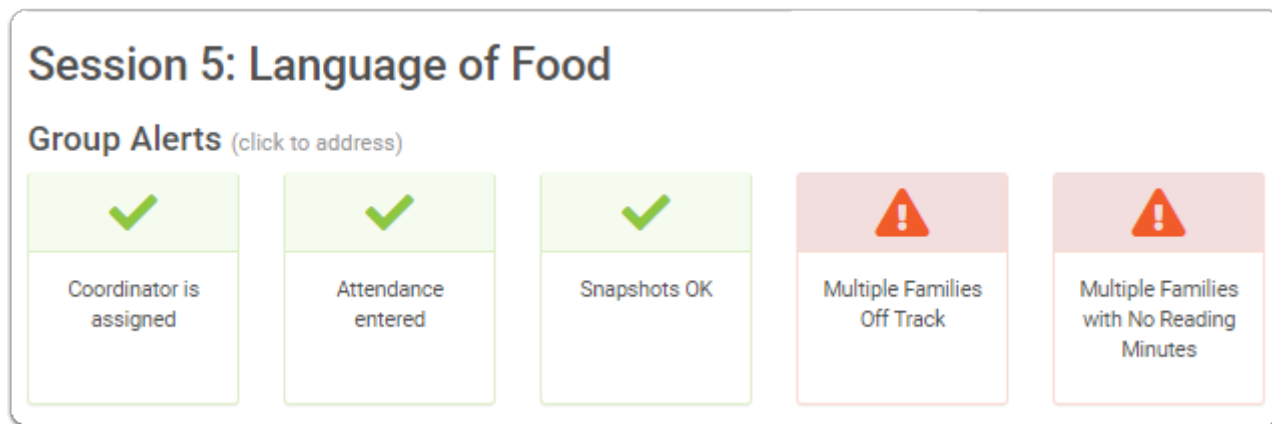 Session 5: Language of Food
Group Alerts (click to address)
Coordinator is
assigned
Attendance
entered
Snapshots OK
Multiple Families
Off Track
Multiple Families
with No Reading
Minutes